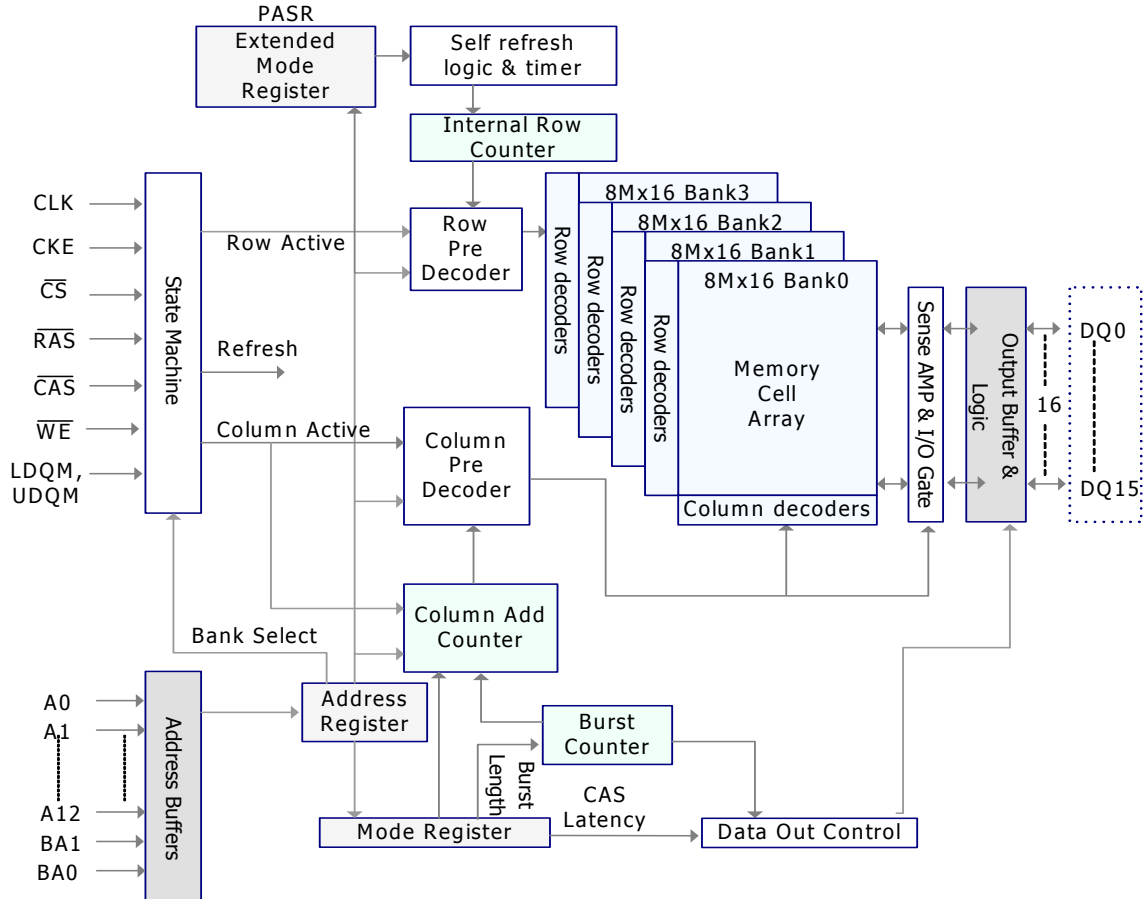 PASR
Extended
Mode
Register
Self refresh
logic & timer
Internal Row
Counter
CLK
CKE
CS
RAS
CAS
WE
LDQM,
UDQM
State Machine
Row Active
Refresh
Column Active
Row
Pre
Decoder
Column
Pre
Decoder
8Mx16 Bank3
8Mx16 Bank2
8Mx16 Bank1
8Mx16 Bank0
Row decoders
Row decoders
Row decoders
Row decoders
Memory
Cell
Array
Column decoders
Sense AMP & I/O Gate
Output Buffer &
Logic
DQ0
16
DQ15
Bank Select
Column Add
Counter
A0
A1
A12
BA1
BA0
Address Buffers
Address
Register
Burst
Counter
Burst
Length
CAS
Latency
Mode Register
Data Out Control